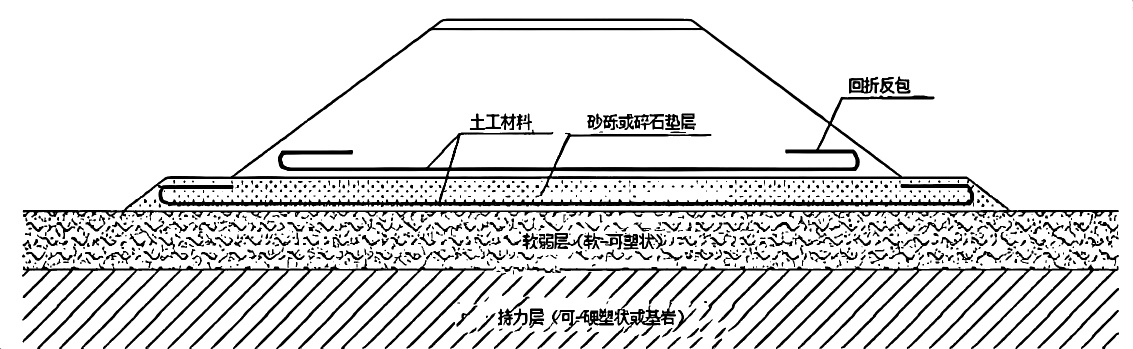 回折反包
土工材料
砂砾或碎石垫层
软弱层（软-可塑状）
持力层（可-硬塑状或基岩）